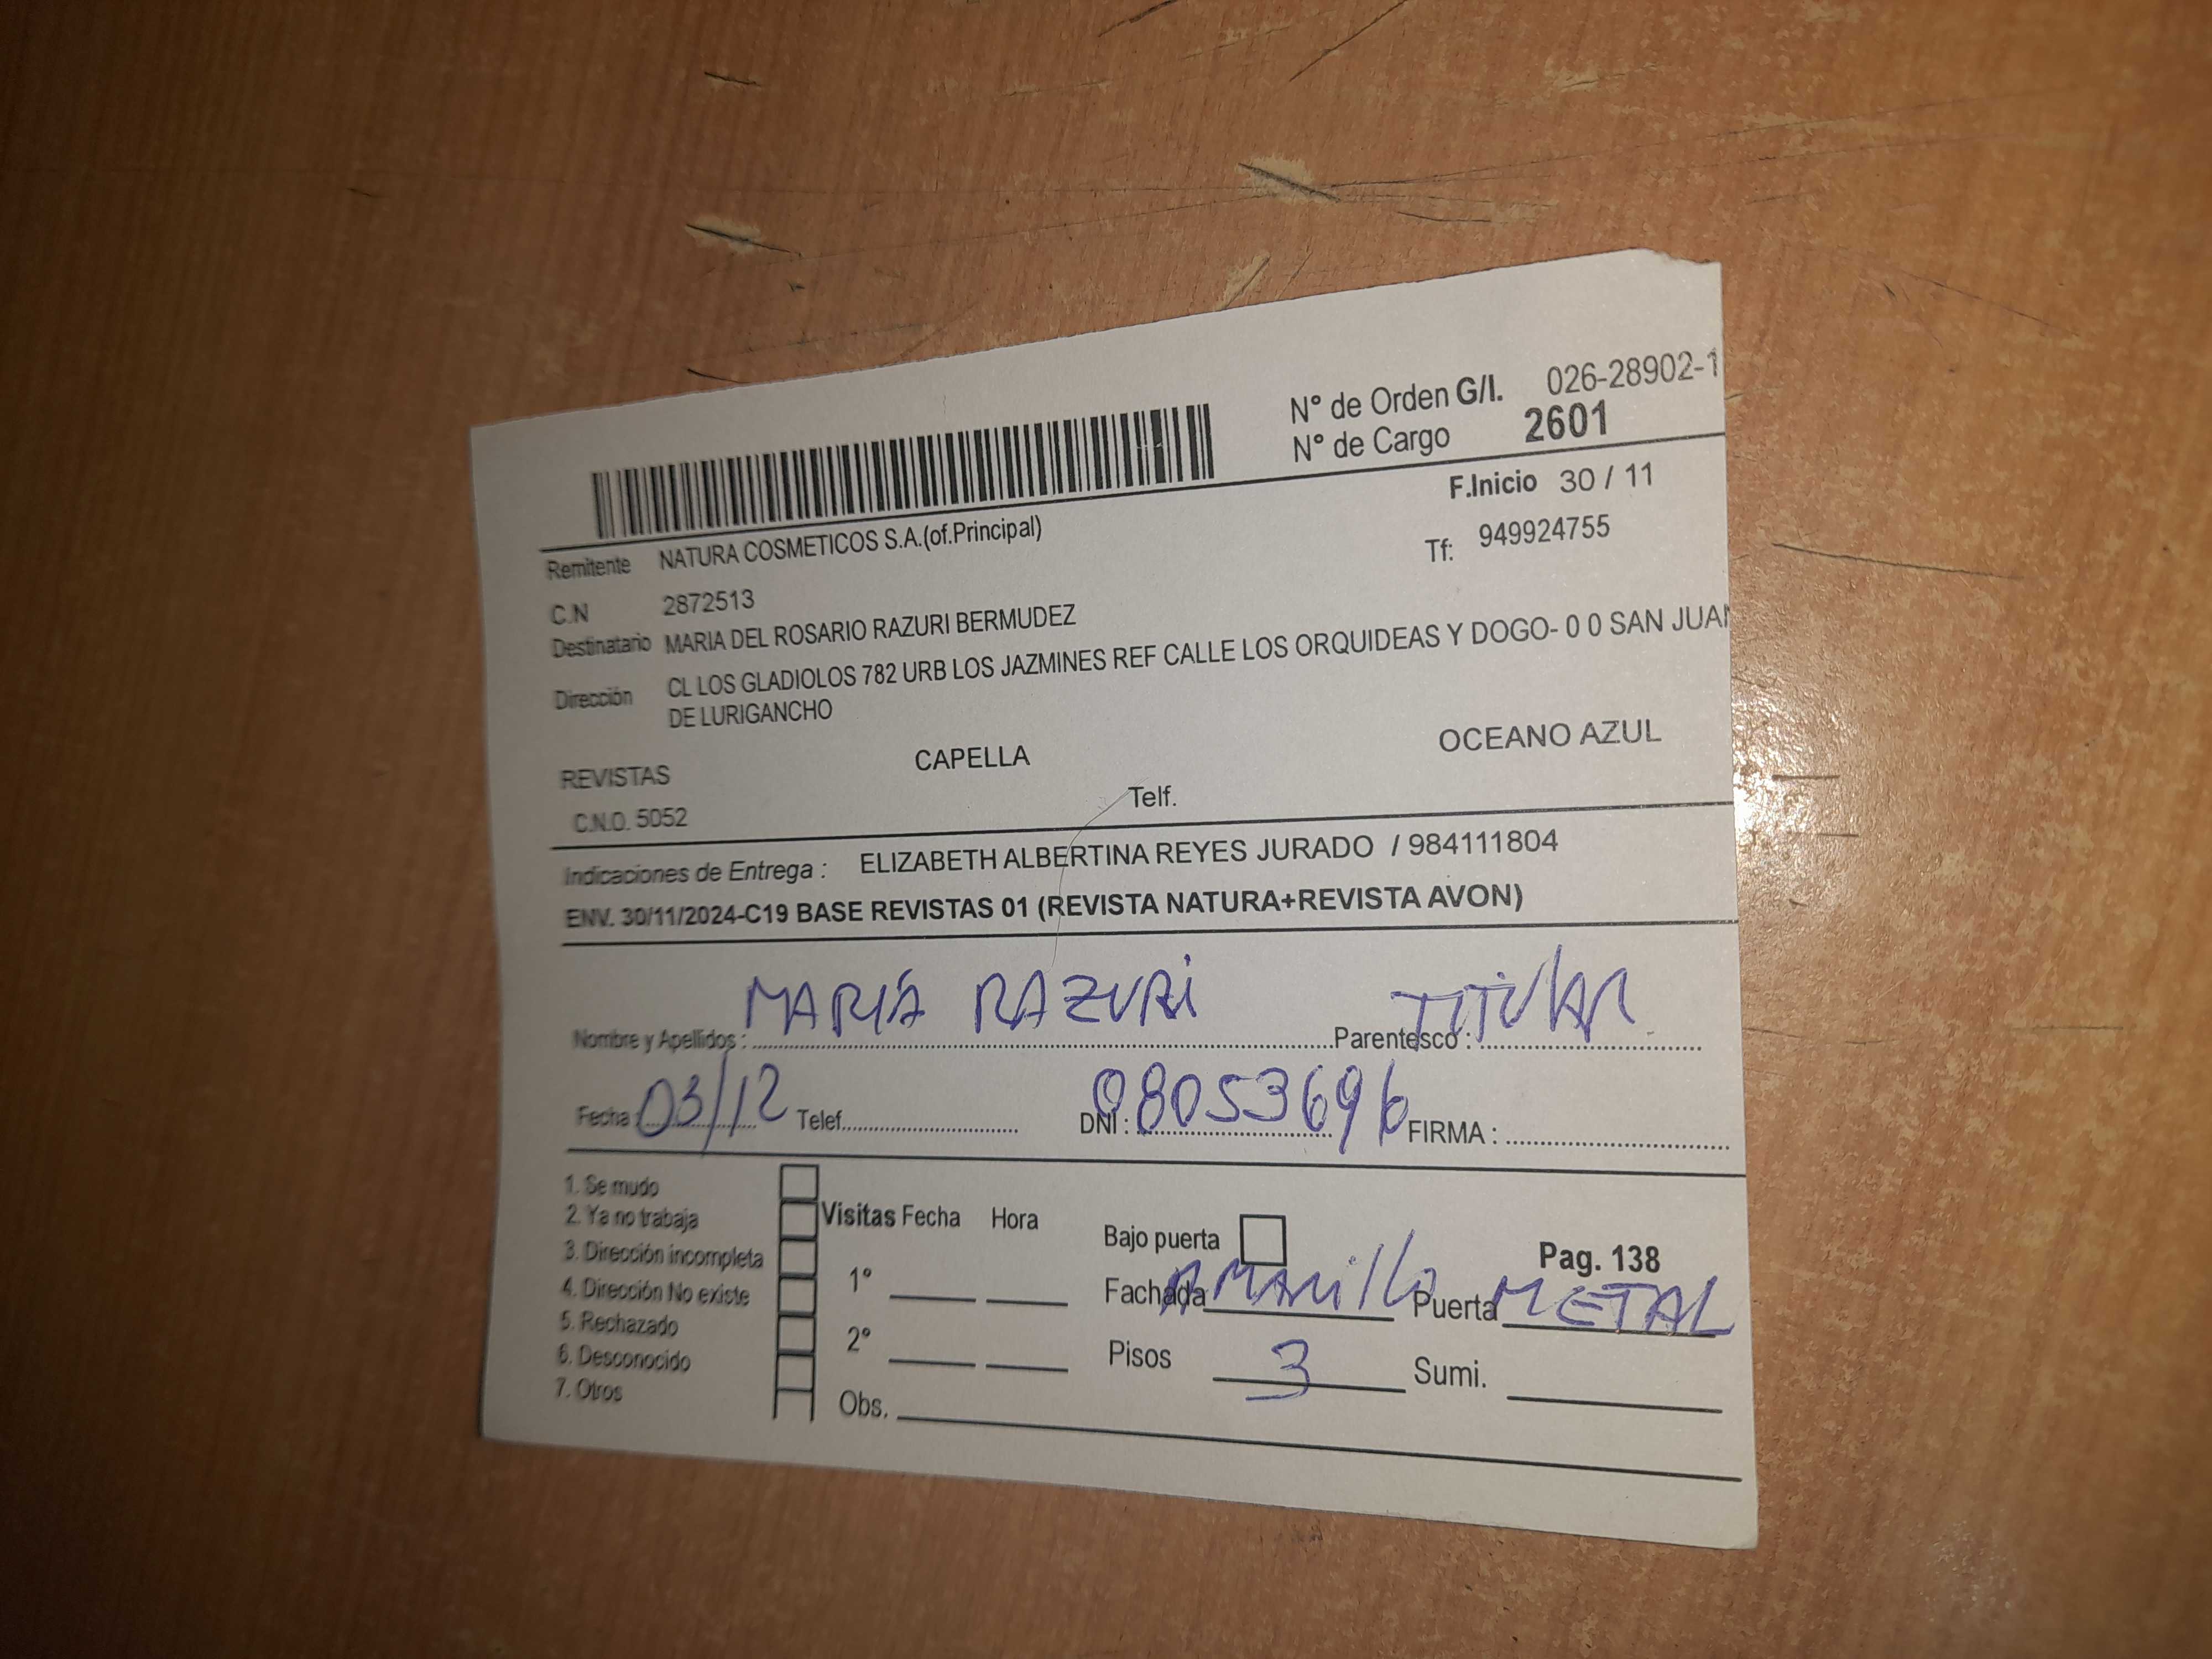 N° de Orden G/I. 026-28902-1
N° de Cargo 2601
F.Inicio 30 / 11
Remitente NATURA COSMETICOS S.A.(of.Principal)
Tf: 949924755
C.N 2872513
Destinatario MARIA DEL ROSARIO RAZURI BERMUDEZ
Dirección CL LOS GLADIOLOS 782 URB LOS JAZMINES REF CALLE LOS ORQUIDEAS Y DOGO- 0 0 SAN JUAN
DE LURIGANCHO
REVISTAS CAPELLA OCEANO AZUL
C.N.O. 5052 Telf.
Indicaciones de Entrega : ELIZABETH ALBERTINA REYES JURADO / 984111804
ENV. 30/11/2024-C19 BASE REVISTAS 01 (REVISTA NATURA+REVISTA AVON)
Nombre y Apellidos : MARIA RAZURi Parentesco : TITULAR
Fecha : 03/12 Telef. DNI : 08053696 FIRMA :
1. Se mudo
2. Ya no trabaja
3. Dirección incompleta
4. Dirección No existe
5. Rechazado
6. Desconocido
7. Otros
Visitas Fecha Hora
1°
2°
Obs.
Bajo puerta
Pag. 138
Fachada AMARillo Puerta METAL
Pisos 3 Sumi.